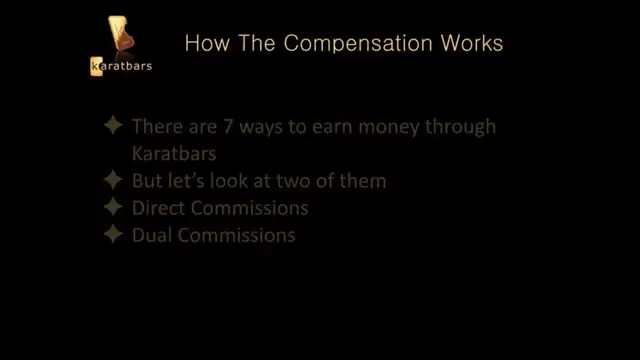 karatbars
How The Compensation Works
There are 7 ways to earn money through
Karatbars
But let's look at two of them
Direct Commissions
Dual Commissions